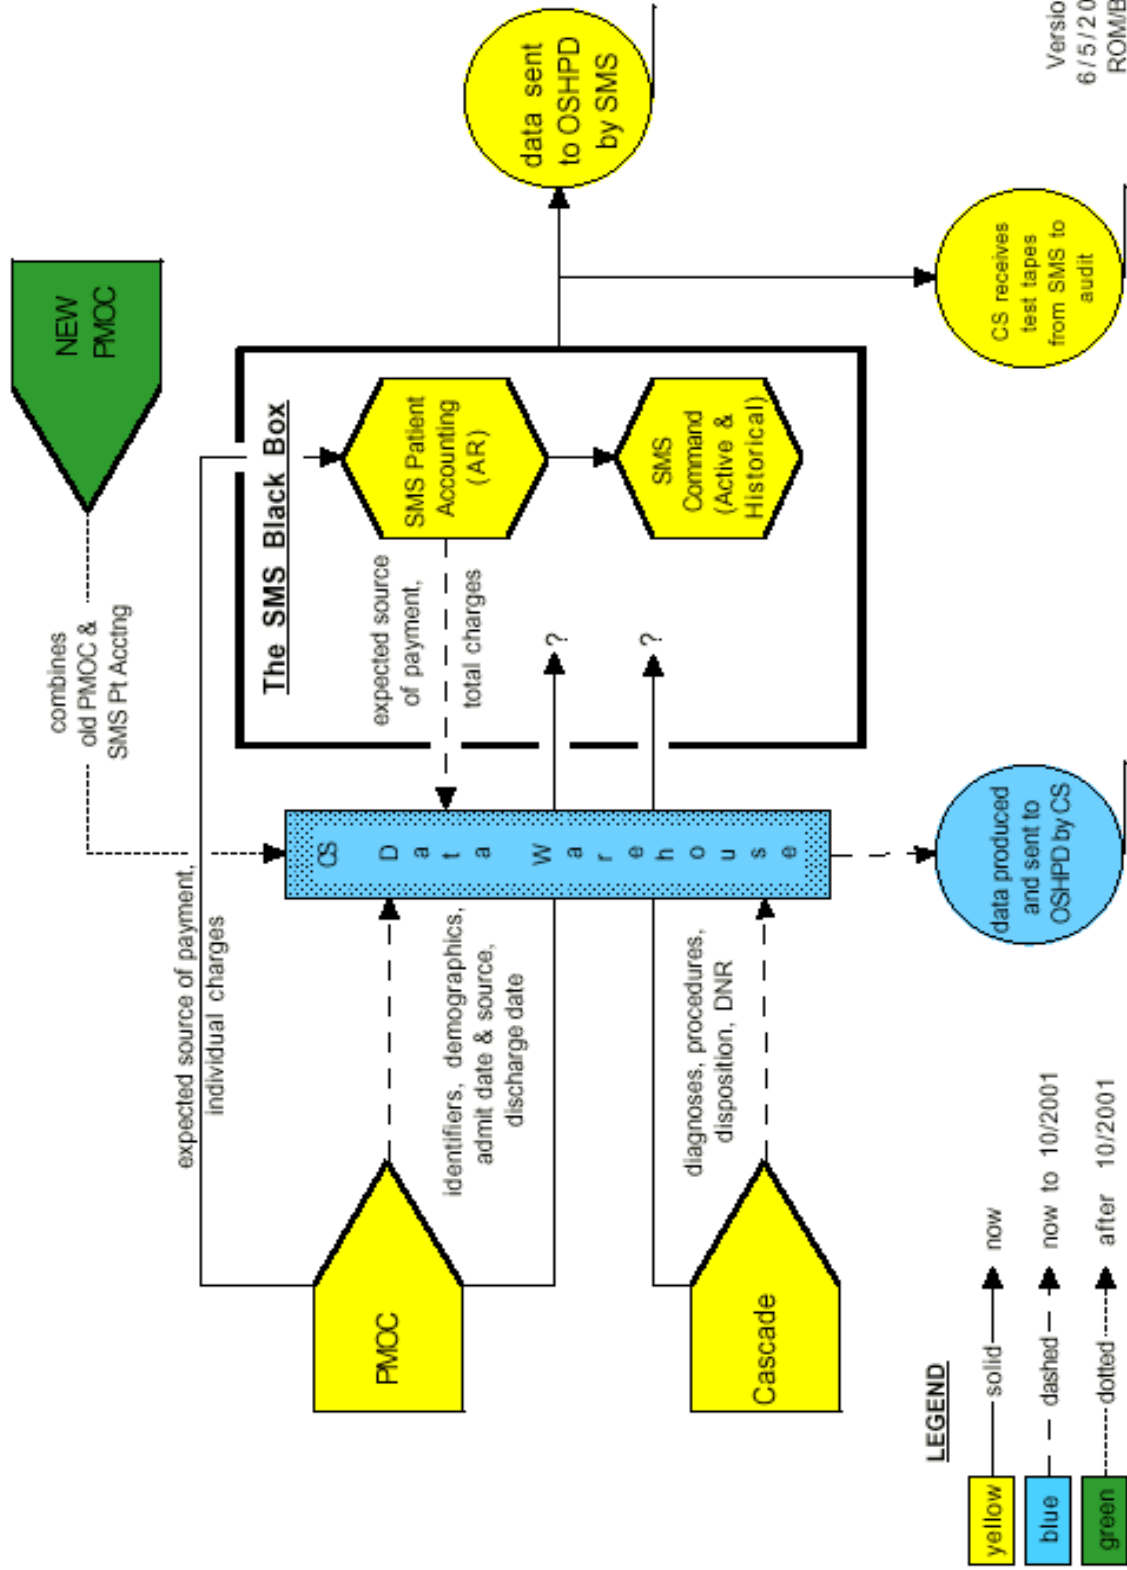 NEW
PMOC
combines
old PMOC &
SMS Pt Acctng
expected source of payment,
individual charges
The SMS Black Box
SMS Patient
Accounting
(AR)
SMS
Command
(Active &
Historical)
expected source
of payment,
total charges
?
?
data sent
to OSHPD
by SMS
CS receives
test tapes
from SMS to
audit
CS
Data
Warehouse
PMOC
identifiers, demographics,
admit date & source,
discharge date
Cascade
diagnoses, procedures,
disposition, DNR
data produced
and sent to
OSHPD by CS
LEGEND
yellow solid now
blue dashed now to 10/2001
green dotted after 10/2001